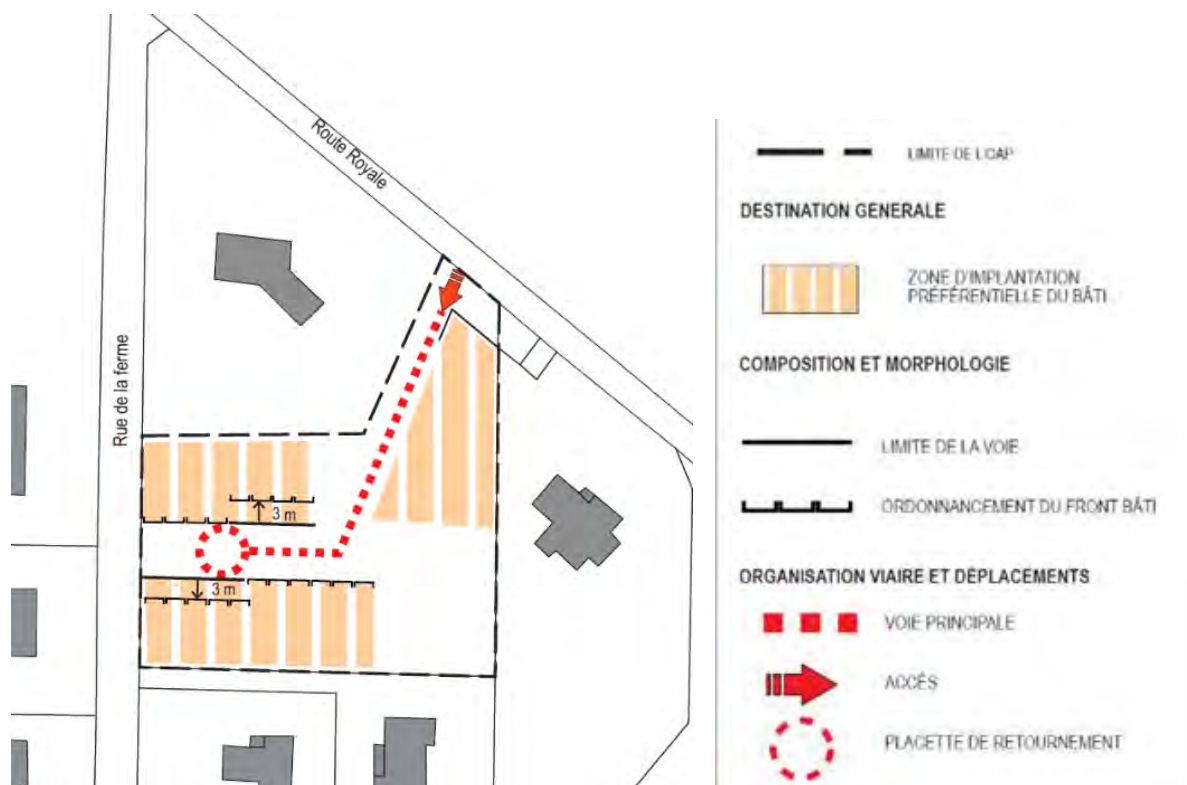 Route Royale
Rue de la ferme
3 m
3 m
LIMITE DE L'OAP
DESTINATION GENERALE
ZONE D'IMPLANTATION
PRÉFÉRENTIELLE DU BÂTI
COMPOSITION ET MORPHOLOGIE
LIMITE DE LA VOIE
ORDONNANCEMENT DU FRONT BÂTI
ORGANISATION VIAIRE ET DÉPLACEMENTS
VOIE PRINCIPALE
ACCÈS
PLACETTE DE RETOURNEMENT